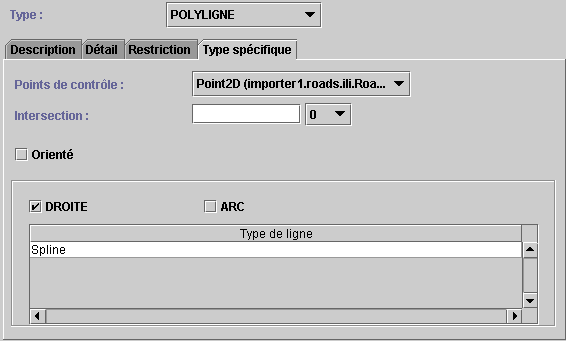 Type : POLYLIGNE
Description Détail Restriction Type spécifique
Points de contrôle : Point2D (importer1.roads.ili.Roa...
Intersection : 0
Orienté
DROITE ARC
Type de ligne
Spline